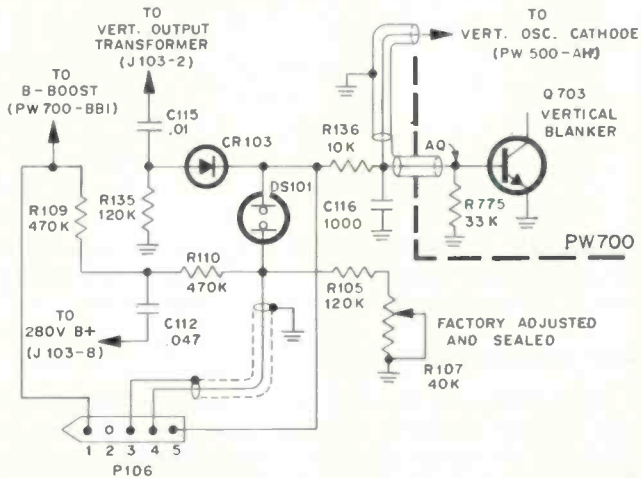 TO
VERT. OUTPUT
TRANSFORMER
(J103-2)
TO
VERT. OSC. CATHODE
(PW 500-AH)
TO
B-BOOST
(PW700-BB1)
C115
.01
CR103
R136
10K
AQ
Q703
VERTICAL
BLANKER
R135
120K
DS101
C116
1000
R775
33K
PW700
R109
470K
R110
470K
R105
120K
TO
280V B+
(J103-8)
C112
.047
FACTORY ADJUSTED
AND SEALED
R107
40K
1 2 3 4 5
P106